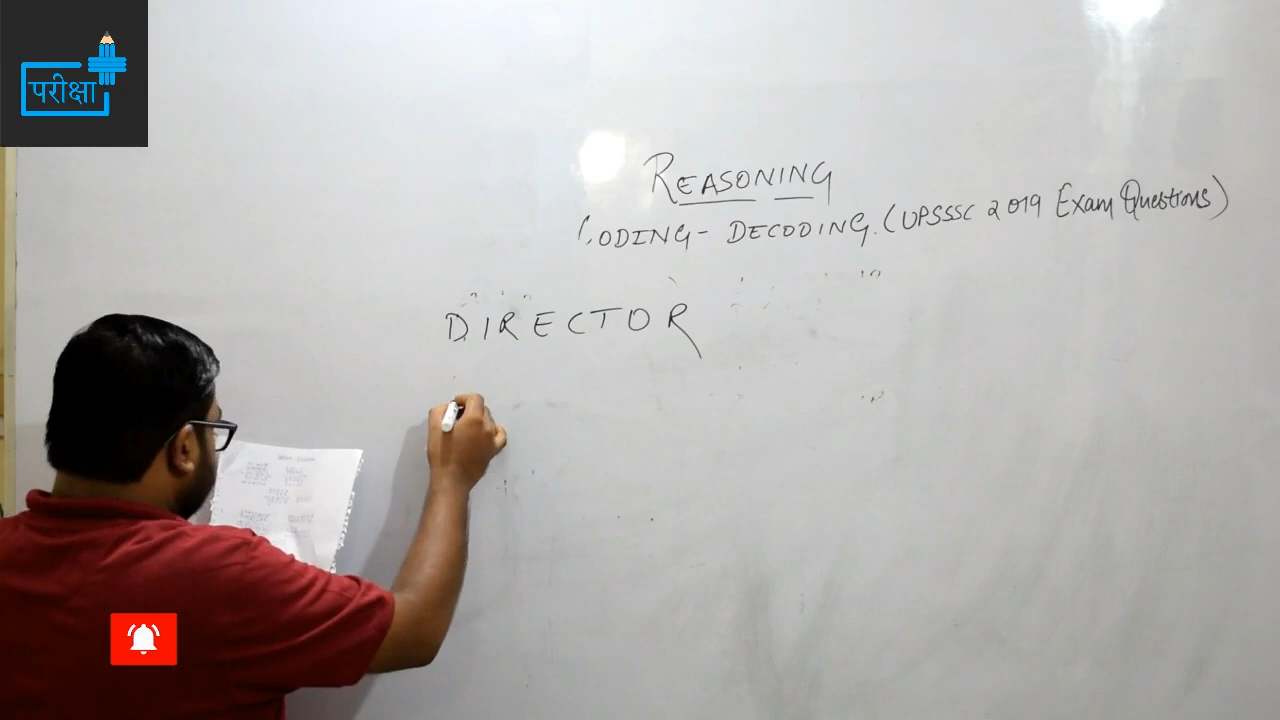 परीक्षा
REASONING
CODING - DECODING. (UPSSSC 2019 Exam Questions)
DIRECTOR